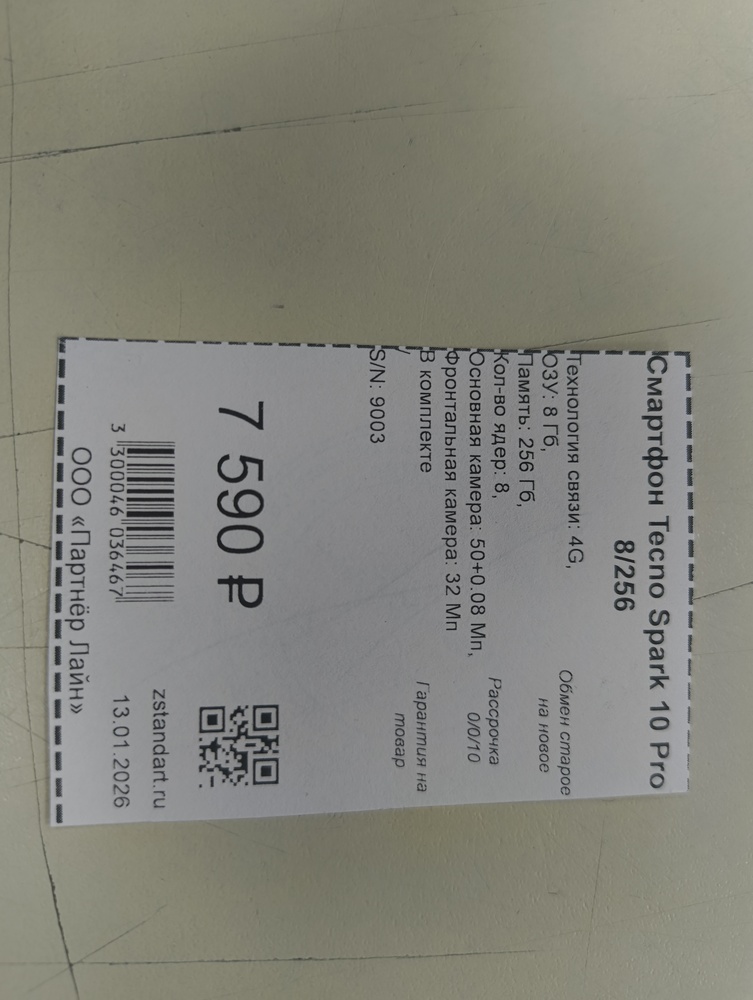 Смартфон Tecno Spark 10 Pro
8/256
Технология связи: 4G,
ОЗУ: 8 Гб,
Память: 256 Гб,
Кол-во ядер: 8,
Основная камера: 50+0.08 Мп,
Фронтальная камера: 32 Мп
В комплекте
/
S/N: 9003
Обмен старое
на новое
Рассрочка
0/0/10
Гарантия на
товар
7 590 ₽
3 300046 036467
zstandart.ru
13.01.2026
ООО «Партнёр Лайн»